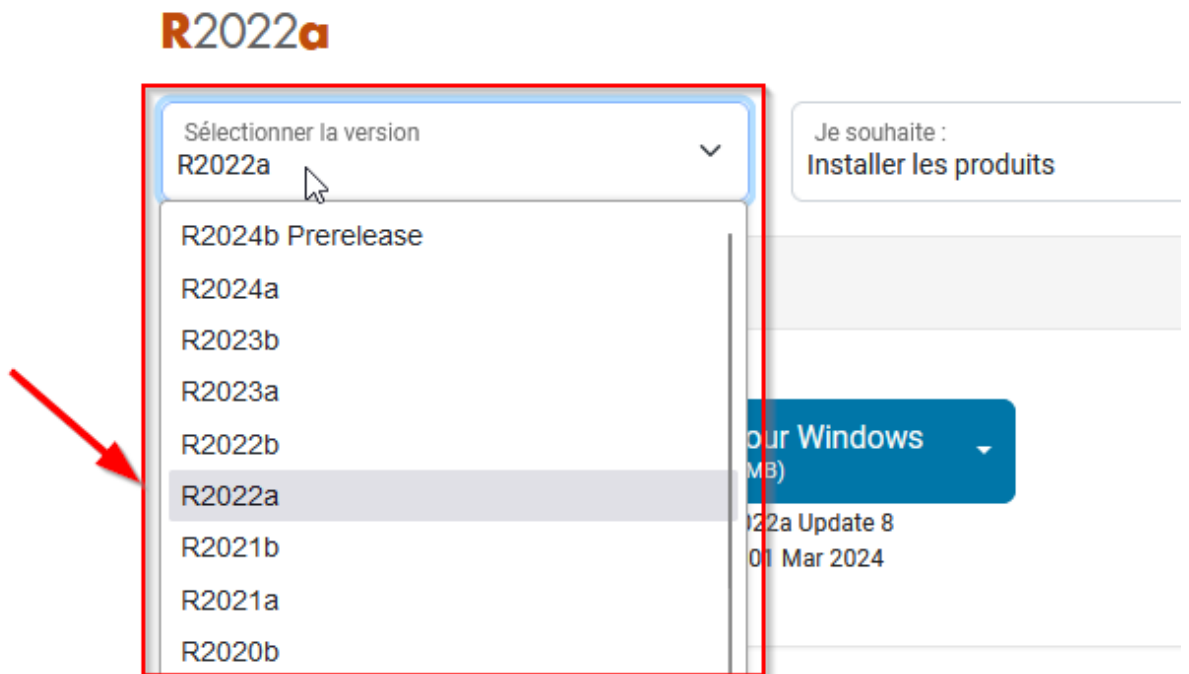 R2022a
Sélectionner la version
R2022a
Je souhaite :
Installer les produits
R2024b Prerelease
R2024a
R2023b
R2023a
R2022b
R2022a
R2021b
R2021a
R2020b
our Windows
MB)
22a Update 8
01 Mar 2024